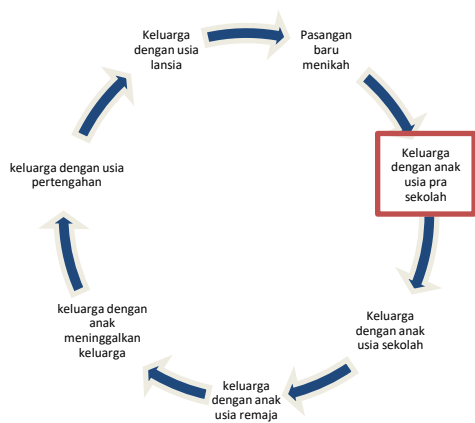 Pasangan
baru
menikah
Keluarga
dengan anak
usia pra
sekolah
Keluarga
dengan anak
usia sekolah
keluarga
dengan anak
usia remaja
keluarga dengan
anak
meninggalkan
keluarga
keluarga dengan usia
pertengahan
Keluarga
dengan usia
lansia